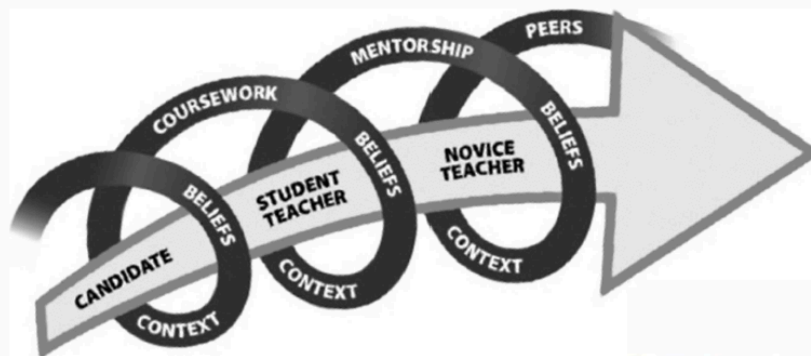 PEERS
MENTORSHIP
COURSEWORK
BELIEFS
BELIEFS
BELIEFS
NOVICE
TEACHER
STUDENT
TEACHER
CANDIDATE
CONTEXT
CONTEXT
CONTEXT